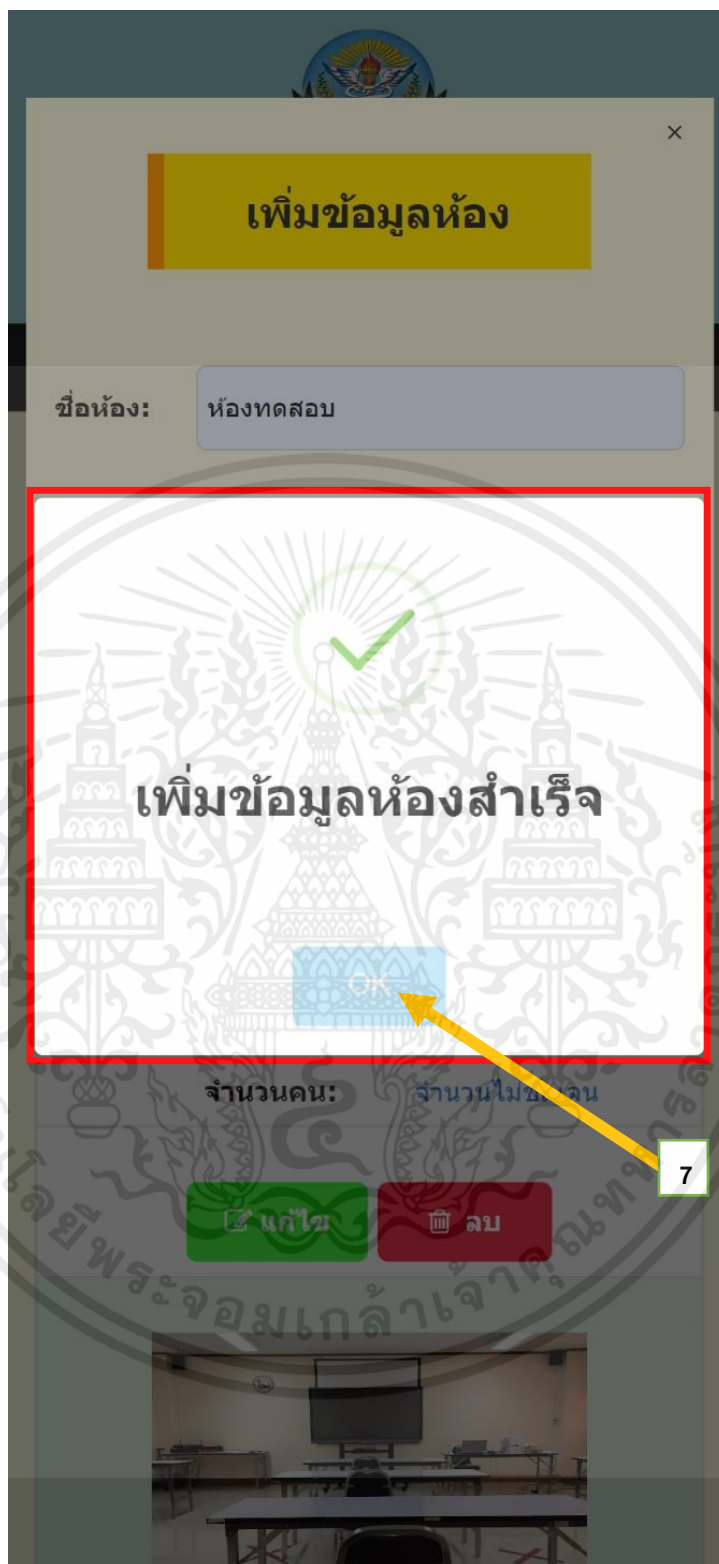 ×
เพิ่มข้อมูลห้อง
ชื่อห้อง: ห้องทดสอบ
เพิ่มข้อมูลห้องสำเร็จ
OK
จำนวนคน:
7
แก้ไข ลบ